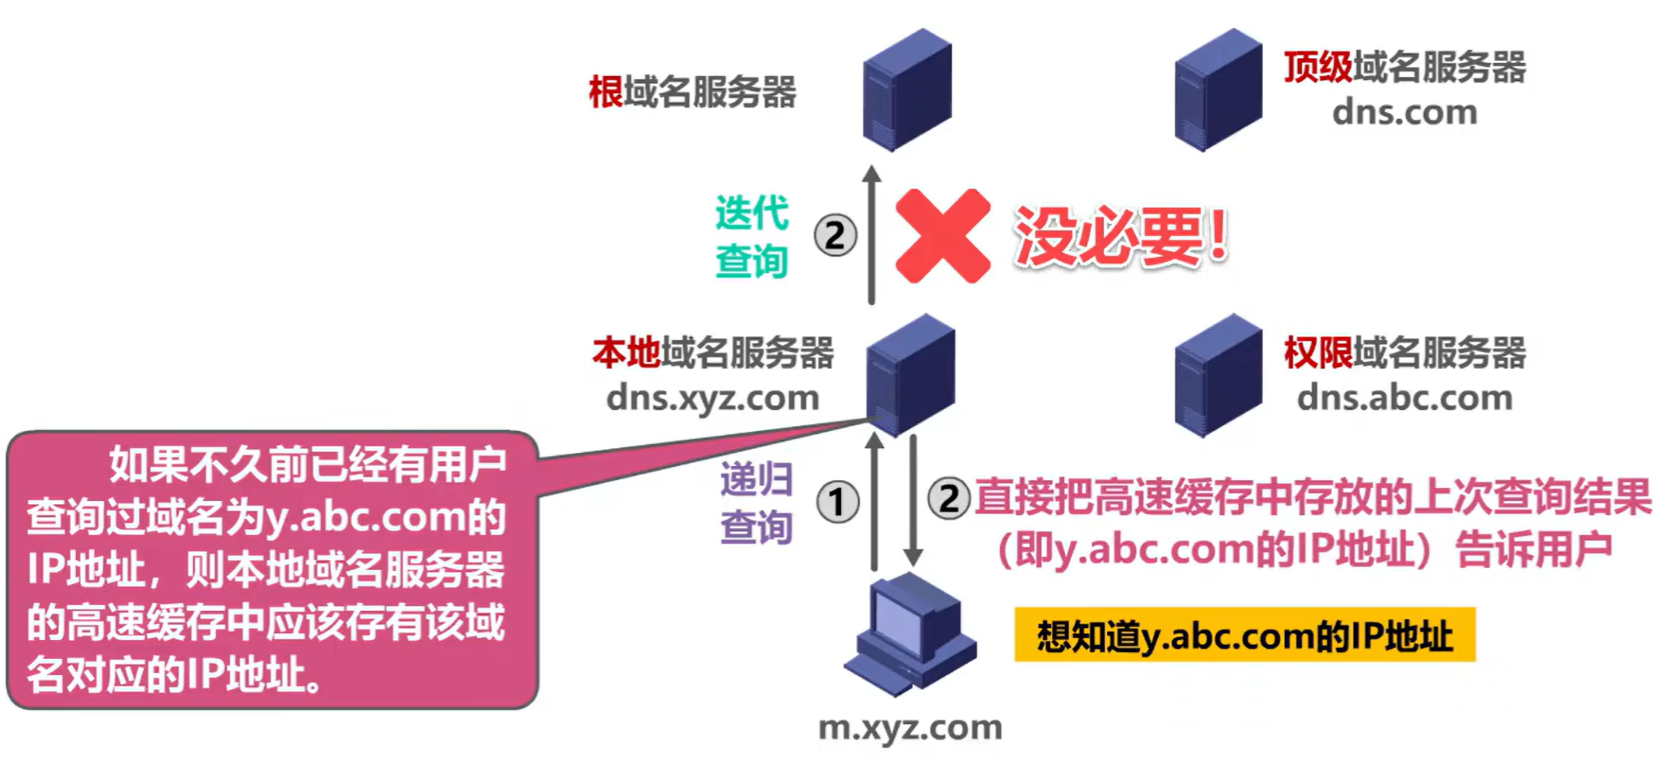 根域名服务器
顶级域名服务器
dns.com
迭代
查询
②
没必要！
本地域名服务器
dns.xyz.com
权限域名服务器
dns.abc.com
如果不久前已经有用户
查询过域名为y.abc.com的
IP地址，则本地域名服务器
的高速缓存中应该存有该域
名对应的IP地址。
递归
查询
①
②直接把高速缓存中存放的上次查询结果
（即y.abc.com的IP地址）告诉用户
想知道y.abc.com的IP地址
m.xyz.com